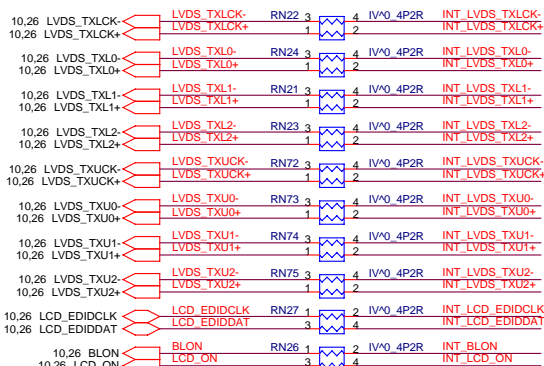 10,26 LVDS_TXLCK- LVDS_TXLCK- RN22 3 4 IV^0_4P2R INT_LVDS_TXLCK-
10,26 LVDS_TXLCK+ LVDS_TXLCK+ 1 2 INT_LVDS_TXLCK+
10,26 LVDS_TXL0- LVDS_TXL0- RN24 3 4 IV^0_4P2R INT_LVDS_TXL0-
10,26 LVDS_TXL0+ LVDS_TXL0+ 1 2 INT_LVDS_TXL0+
10,26 LVDS_TXL1- LVDS_TXL1- RN21 3 4 IV^0_4P2R INT_LVDS_TXL1-
10,26 LVDS_TXL1+ LVDS_TXL1+ 1 2 INT_LVDS_TXL1+
10,26 LVDS_TXL2- LVDS_TXL2- RN23 3 4 IV^0_4P2R INT_LVDS_TXL2-
10,26 LVDS_TXL2+ LVDS_TXL2+ 1 2 INT_LVDS_TXL2+
10,26 LVDS_TXUCK- LVDS_TXUCK- RN72 3 4 IV^0_4P2R INT_LVDS_TXUCK-
10,26 LVDS_TXUCK+ LVDS_TXUCK+ 1 2 INT_LVDS_TXUCK+
10,26 LVDS_TXU0- LVDS_TXU0- RN73 3 4 IV^0_4P2R INT_LVDS_TXU0-
10,26 LVDS_TXU0+ LVDS_TXU0+ 1 2 INT_LVDS_TXU0+
10,26 LVDS_TXU1- LVDS_TXU1- RN74 3 4 IV^0_4P2R INT_LVDS_TXU1-
10,26 LVDS_TXU1+ LVDS_TXU1+ 1 2 INT_LVDS_TXU1+
10,26 LVDS_TXU2- LVDS_TXU2- RN75 3 4 IV^0_4P2R INT_LVDS_TXU2-
10,26 LVDS_TXU2+ LVDS_TXU2+ 1 2 INT_LVDS_TXU2+
10,26 LCD_EDIDCLK LCD_EDIDCLK RN27 1 2 IV^0_4P2R INT_LCD_EDIDCLK
10,26 LCD_EDIDDAT LCD_EDIDDAT 3 4 INT_LCD_EDIDDAT
10,26 BLON BLON RN26 1 2 IV^0_4P2R INT_BLON
10,26 LCD_ON LCD_ON 3 4 INT_LCD_ON